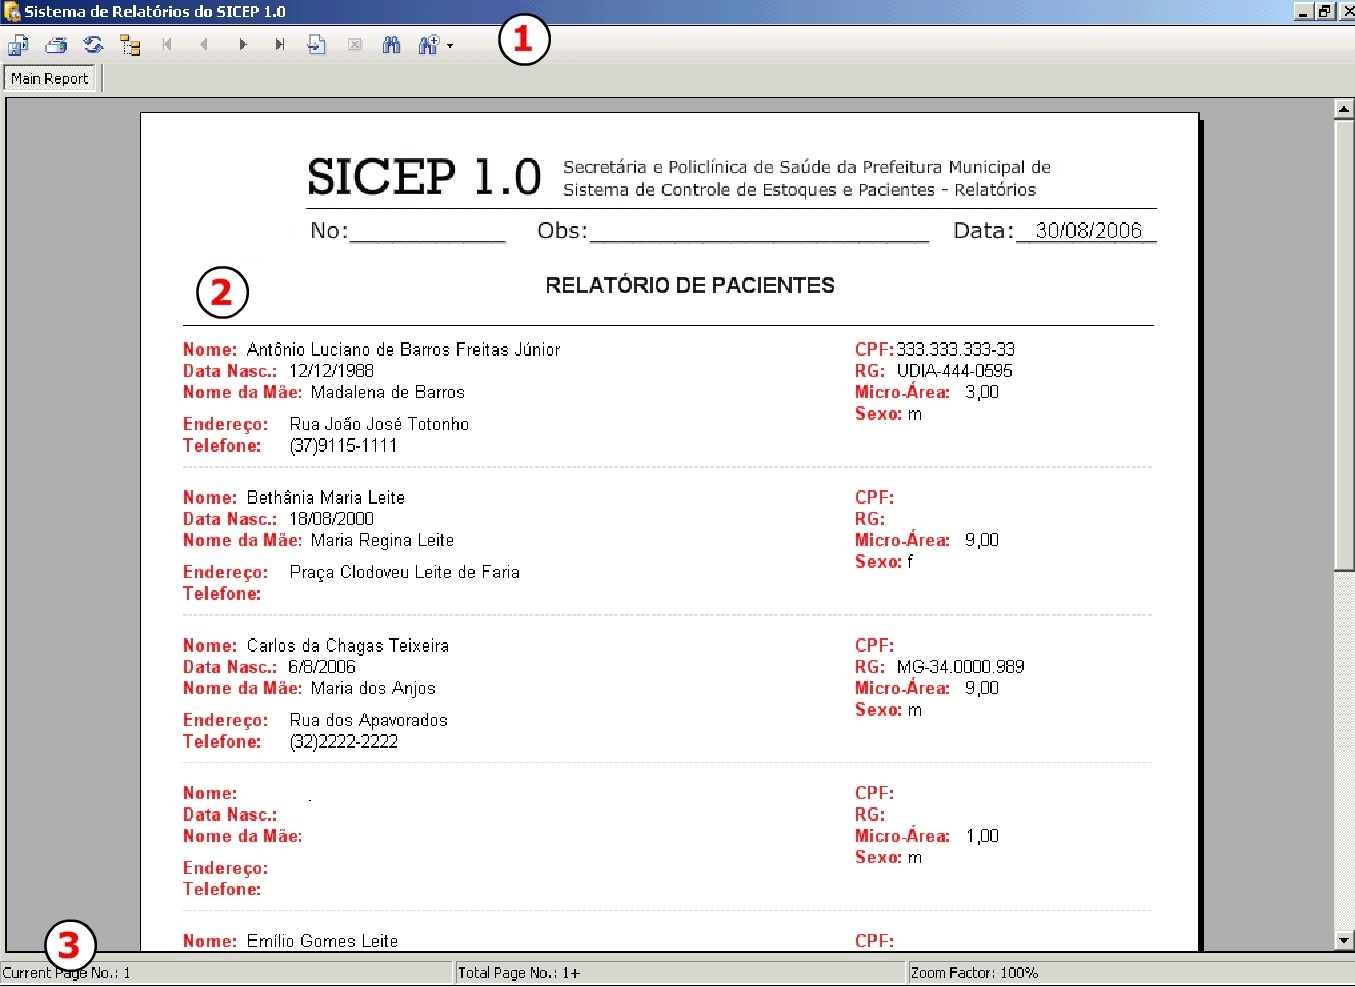 Sistema de Relatórios do SICEP 1.0
1
Main Report
SICEP 1.0
Secretária e Policlínica de Saúde da Prefeitura Municipal de
Sistema de Controle de Estoques e Pacientes - Relatórios
No:____________ Obs:__________________________ Data:__30/08/2006__
2
RELATÓRIO DE PACIENTES
Nome: Antônio Luciano de Barros Freitas Júnior CPF: 333.333.333-33
Data Nasc.: 12/12/1988 RG: UDIA-444-0595
Nome da Mãe: Madalena de Barros Micro-Área: 3,00
Sexo: m
Endereço: Rua João José Totonho
Telefone: (37)9115-1111
Nome: Bethânia Maria Leite CPF:
Data Nasc.: 18/08/2000 RG:
Nome da Mãe: Maria Regina Leite Micro-Área: 9,00
Sexo: f
Endereço: Praça Clodoveu Leite de Faria
Telefone:
Nome: Carlos da Chagas Teixeira CPF:
Data Nasc.: 6/8/2006 RG: MG-34.0000.989
Nome da Mãe: Maria dos Anjos Micro-Área: 9,00
Sexo: m
Endereço: Rua dos Apavorados
Telefone: (32)2222-2222
Nome: . CPF:
Data Nasc.: RG:
Nome da Mãe: Micro-Área: 1,00
Sexo: m
Endereço:
Telefone:
Nome: Emílio Gomes Leite CPF:
3
Current Page No.: 1 Total Page No.: 1+ Zoom Factor: 100%